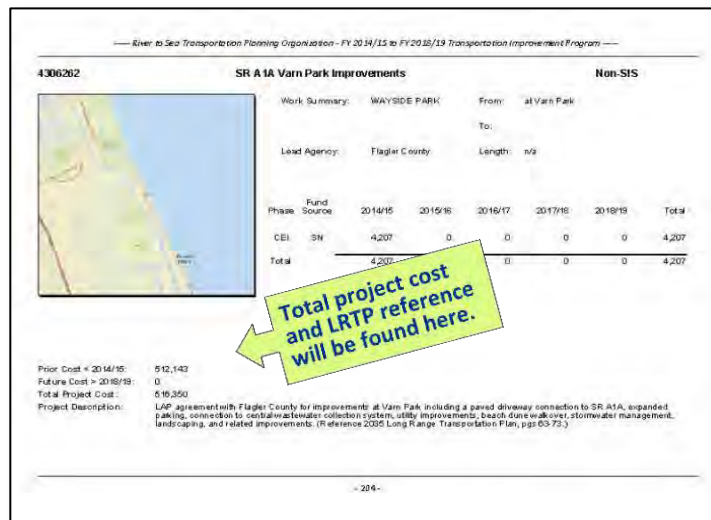 River to Sea Transportation Planning Organization - FY 2014/15 to FY 2018/19 Transportation Improvement Program
4306262 SR A1A Varn Park Improvements Non-SIS
Work Summary: WAYSIDE PARK From: at Varn Park
To:
Lead Agency: Flagler County Length: n/a
Phase Fund Source 2014/15 2015/16 2016/17 2017/18 2018/19 Total
CEI SN 4,207 0 0 0 0 4,207
Total 4,207 0 0 0 4,207
Total project cost
and LRTP reference
will be found here.
Prior Cost < 2014/15: 512,143
Future Cost > 2018/19: 0
Total Project Cost: 516,350
Project Description: LAP agreement with Flagler County for improvements at Varn Park including a paved driveway connection to SR A1A, expanded
parking, connection to central wastewater collection system, utility improvements, beach dune walkover, stormwater management,
landscaping, and related improvements. (Reference 2035 Long Range Transportation Plan, pgs 63-73.)
- 204 -